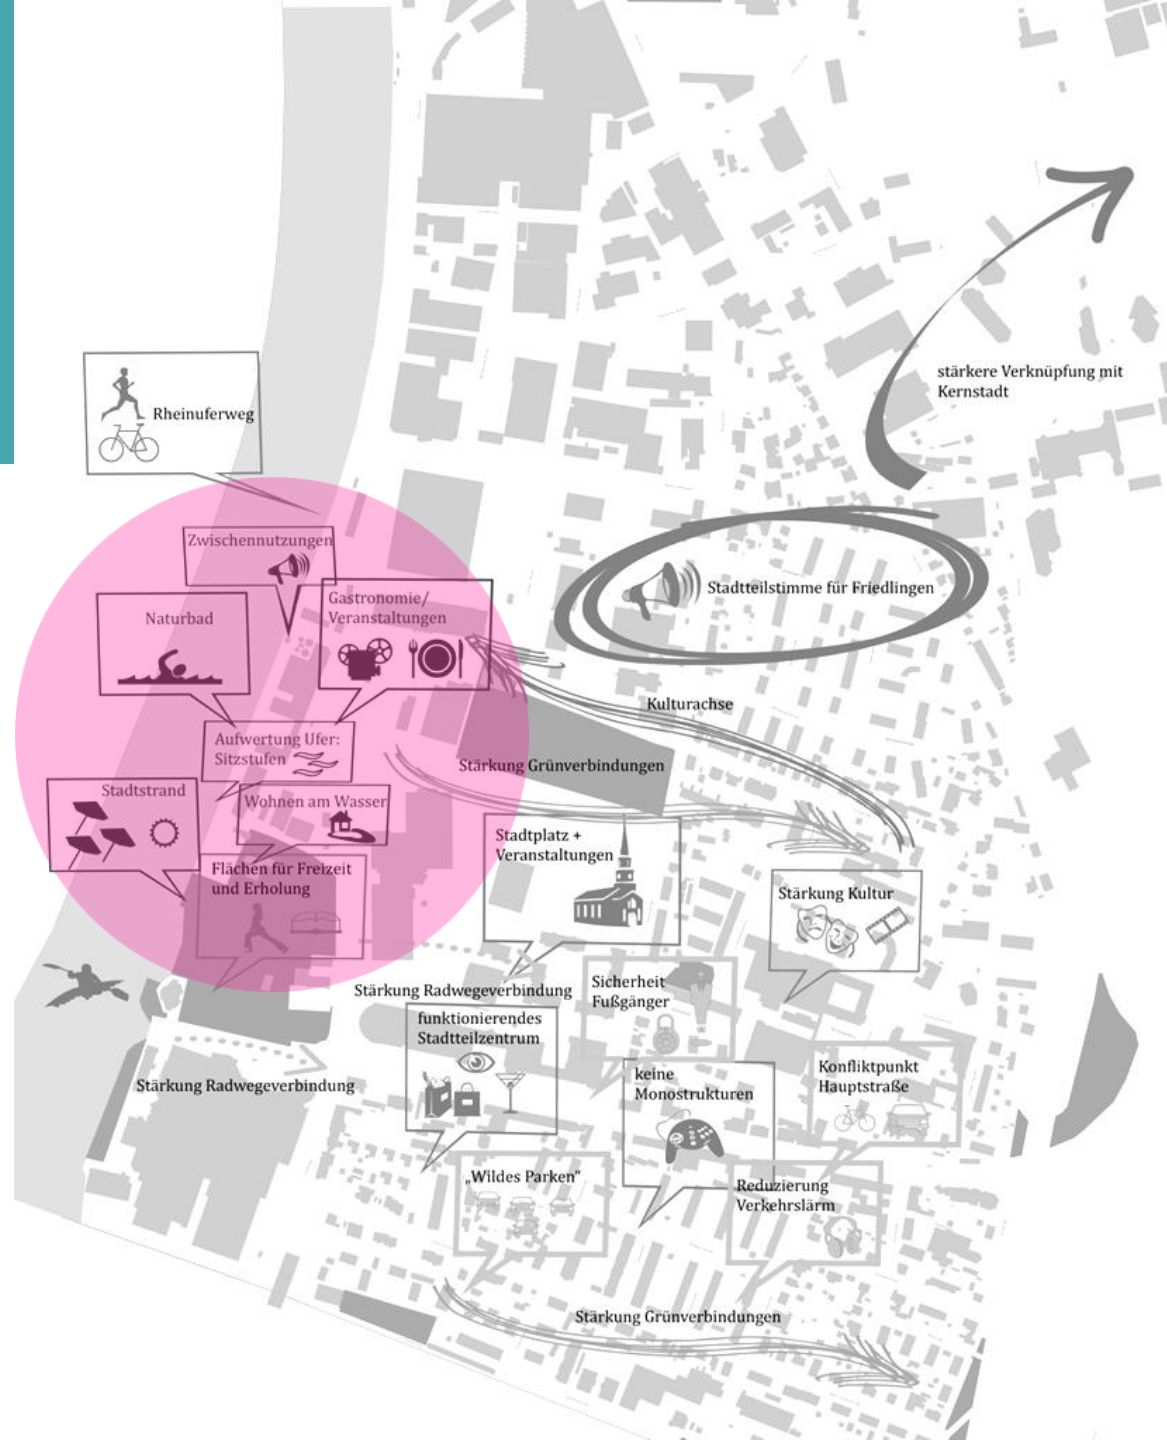 stärkere Verknüpfung mit
Kernstadt
Rheinuferweg
Zwischennutzungen
Stadtteilstimme für Friedlingen
Gastronomie/
Veranstaltungen
Naturbad
Kulturachse
Aufwertung Ufer:
Sitzstufen
Stärkung Grünverbindungen
Stadtstrand
Wohnen am Wasser
Stadtplatz +
Veranstaltungen
Flächen für Freizeit
und Erholung
Stärkung Kultur
Stärkung Radwegeverbindung
Sicherheit
Fußgänger
funktionierendes
Stadtteilzentrum
Stärkung Radwegeverbindung
keine
Monostrukturen
Konfliktpunkt
Hauptstraße
„Wildes Parken“
Reduzierung
Verkehrslärm
Stärkung Grünverbindungen